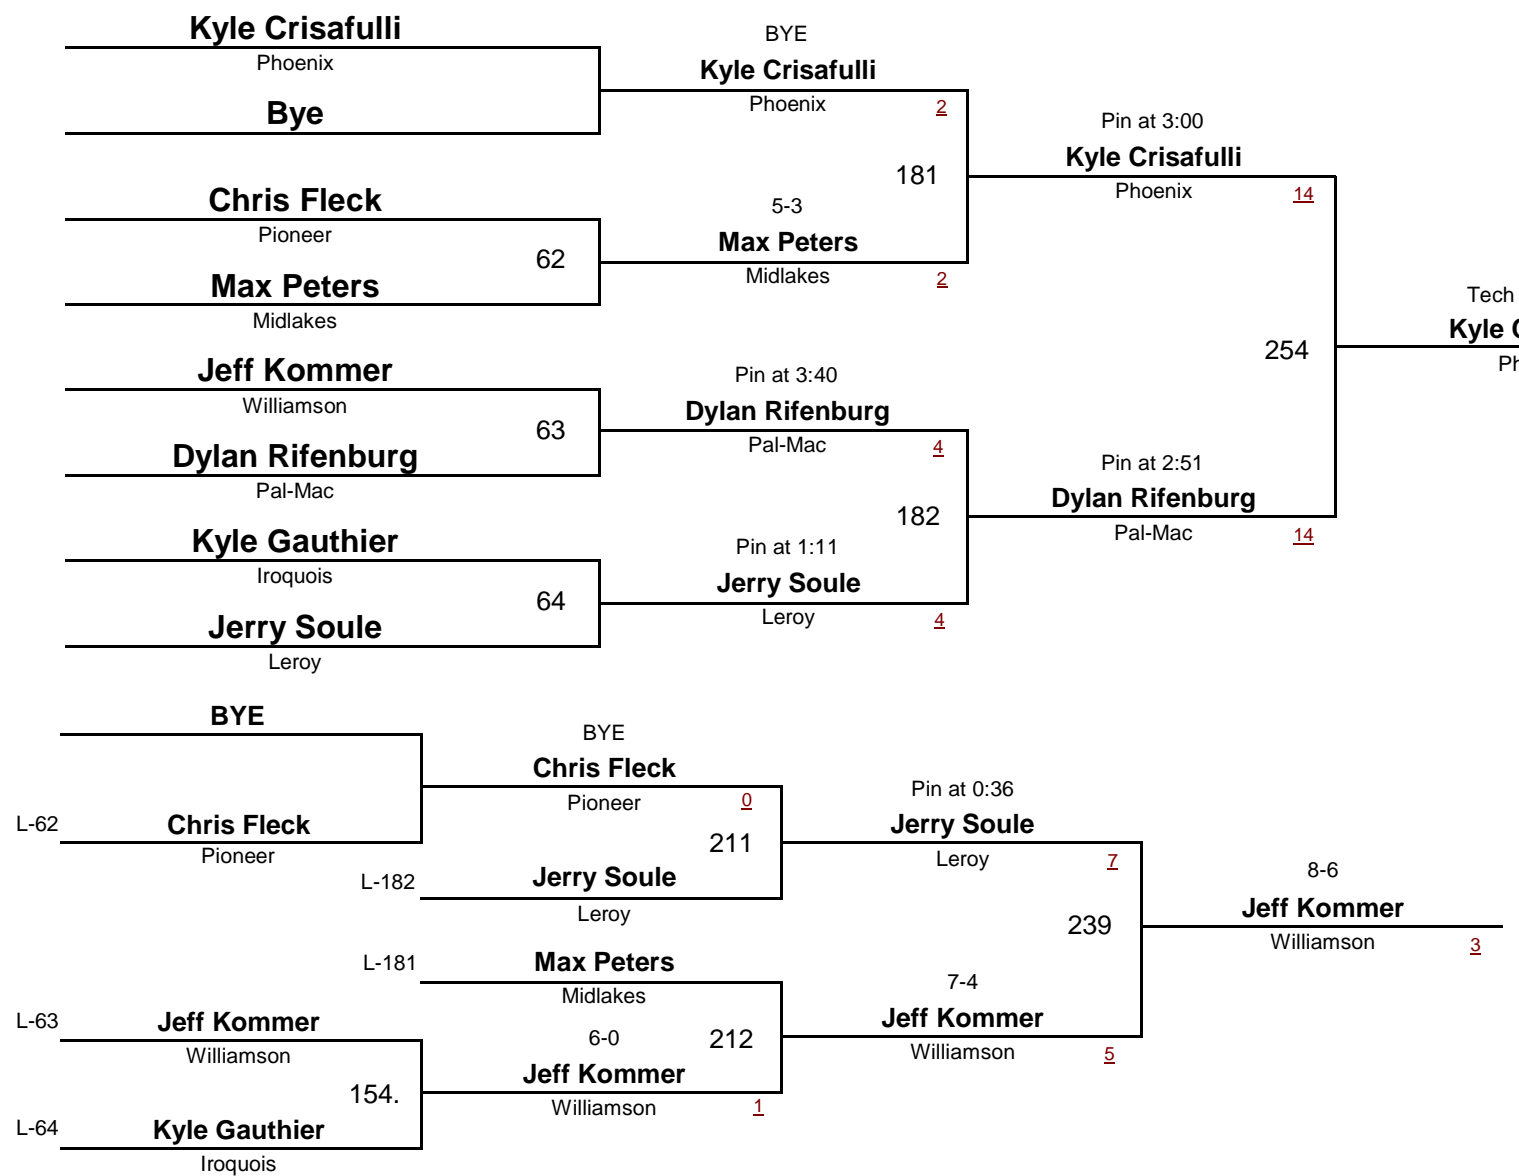 Kyle Crisafulli
Phoenix
Bye
BYE
Kyle Crisafulli
Phoenix
2
181
Chris Fleck
Pioneer
62
Max Peters
Midlakes
5-3
Max Peters
Midlakes
2
Pin at 3:00
Kyle Crisafulli
Phoenix
14
Jeff Kommer
Williamson
63
Dylan Rifenburg
Pal-Mac
Pin at 3:40
Dylan Rifenburg
Pal-Mac
4
182
Kyle Gauthier
Iroquois
64
Jerry Soule
Leroy
Pin at 1:11
Jerry Soule
Leroy
4
Pin at 2:51
Dylan Rifenburg
Pal-Mac
14
254
Tech
Kyle C
Ph
BYE
L-62
Chris Fleck
Pioneer
BYE
Chris Fleck
Pioneer
0
211
L-182
Jerry Soule
Leroy
Pin at 0:36
Jerry Soule
Leroy
7
239
L-181
Max Peters
Midlakes
L-63
Jeff Kommer
Williamson
154.
L-64
Kyle Gauthier
Iroquois
6-0
212
Jeff Kommer
Williamson
1
7-4
Jeff Kommer
Williamson
5
8-6
Jeff Kommer
Williamson
3